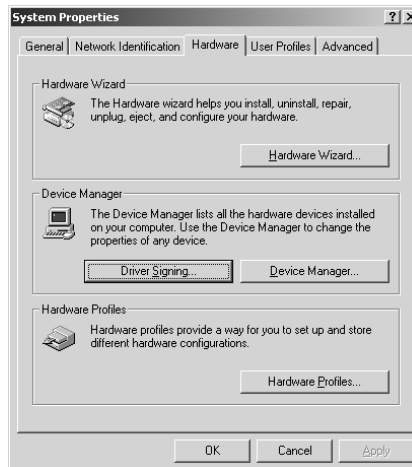 System Properties
General Network Identification Hardware User Profiles Advanced
Hardware Wizard
The Hardware wizard helps you install, uninstall, repair,
unplug, eject, and configure your hardware.
Hardware Wizard...
Device Manager
The Device Manager lists all the hardware devices installed
on your computer. Use the Device Manager to change the
properties of any device.
Driver Signing... Device Manager...
Hardware Profiles
Hardware profiles provide a way for you to set up and store
different hardware configurations.
Hardware Profiles...
OK Cancel Apply